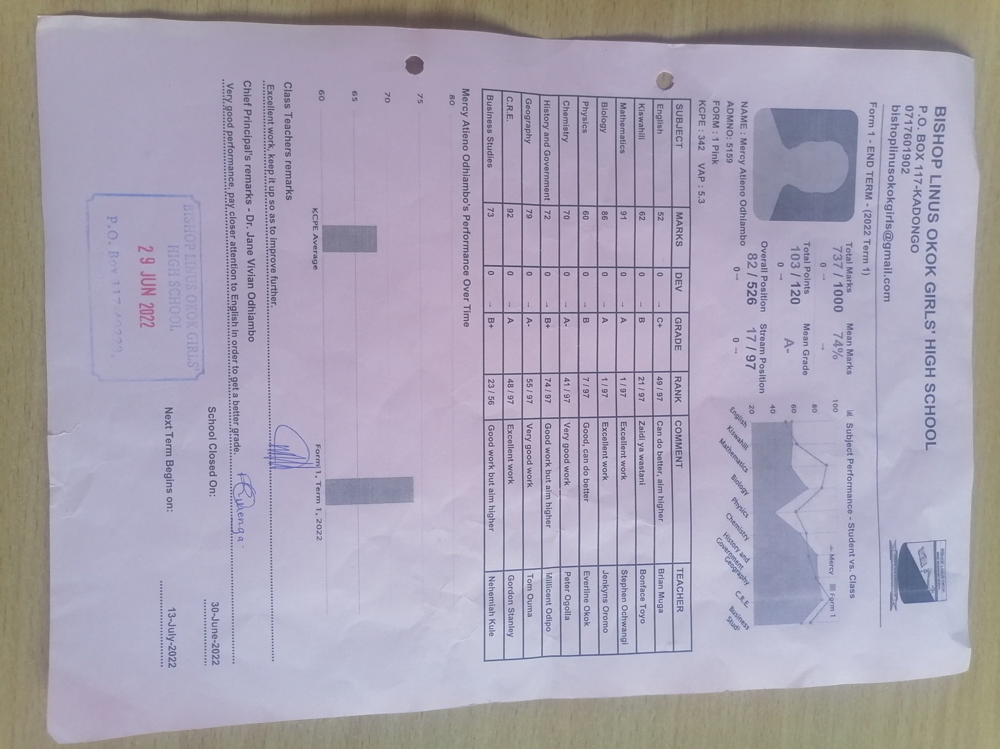 BISHOP LINUS OKOK GIRLS' HIGH SCHOOL
P.O. BOX 117-KADONGO
0717601902
bishoplinusokokgirls@gmail.com
Form 1 - END TERM - (2022 Term 1)
Total Marks Mean Marks
737 / 1000 74%
0 → →
Total Points Mean Grade
103 / 120 A-
0 →
Overall Position Stream Position
82 / 526 17 / 97
0→ 0 →
NAME : Mercy Atieno Odhiambo
ADMNO: 5159
FORM : 1 Pink
KCPE : 342 VAP : 5.3
Subject Performance - Student vs. Class
Mercy Form 1
100
80
60
40
20
English
Kiswahili
Mathematics
Biology
Physics
Chemistry
History and Government
Geography
C.R.E.
Business Studi
SUBJECT MARKS DEV GRADE RANK COMMENT TEACHER
English 52 0 → C+ 49 / 97 Can do better, aim higher Brian Muga
Kiswahili 62 0 → B 21 / 97 Zaidi ya wastani Bonface Toyo
Mathematics 91 0 → A 1 / 97 Excellent work Stephen Ochwangi
Biology 86 0 → A 1 / 97 Excellent work Jenkyns Oromo
Physics 60 0 → B 7 / 97 Good, can do better Everline Okok
Chemistry 70 0 → A- 41 / 97 Very good work Peter Ogolla
History and Government 72 0 → B+ 74 / 97 Good work but aim higher Millicent Odipo
Geography 79 0 → A- 55 / 97 Very good work Tom Ouma
C.R.E. 92 0 → A 48 / 97 Excellent work Gordon Stanley
Business Studies 73 0 → B+ 23 / 56 Good work but aim higher Nehemiah Kule
Mercy Atieno Odhiambo's Performance Over Time
80
75
70
65
60
KCPE Average Form 1, Term 1, 2022
Class Teachers remarks
Excellent work, keep it up so as to improve further.
Chief Principal's remarks - Dr. Jane Vivian Odhiambo
Very good performance, pay closer attention to English in order to get a better grade.
School Closed On: 30-June-2022
Next Term Begins on: 13-July-2022
BISHOP LINUS OKOK GIRLS'
HIGH SCHOOL
29 JUN 2022
P.O. Box 117